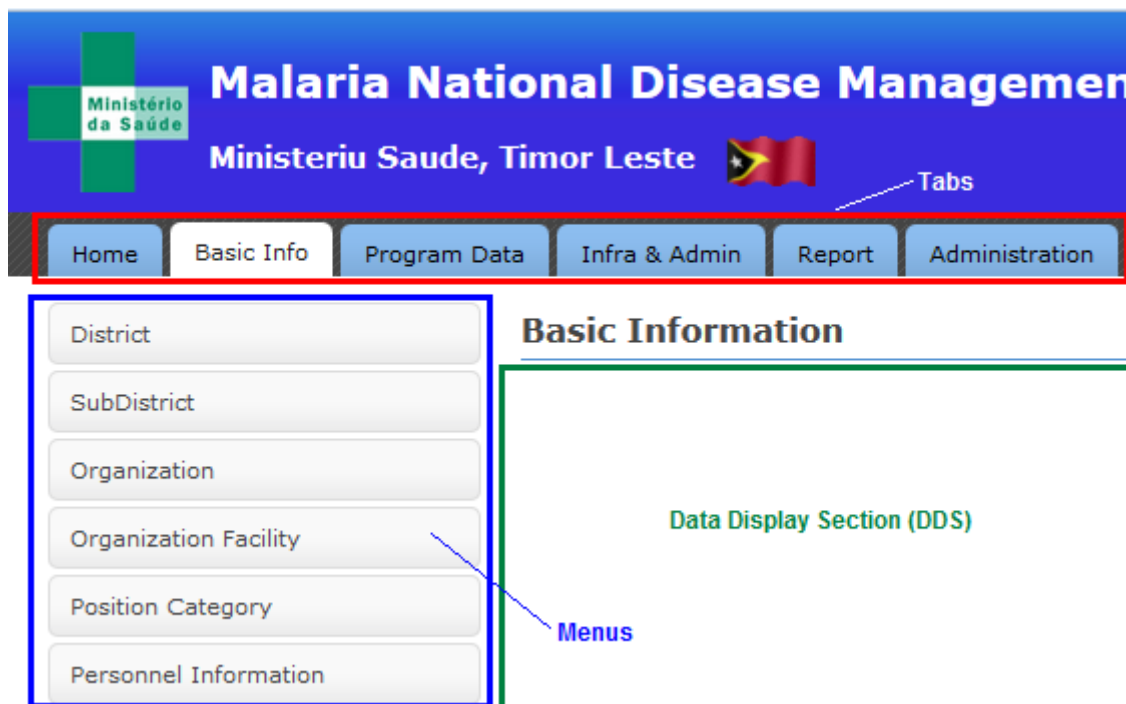 Ministério
da Saúde
Malaria National Disease Managemen
Ministeriu Saude, Timor Leste
Tabs
Home Basic Info Program Data Infra & Admin Report Administration
District
SubDistrict
Organization
Organization Facility
Position Category
Personnel Information
Basic Information
Data Display Section (DDS)
Menus